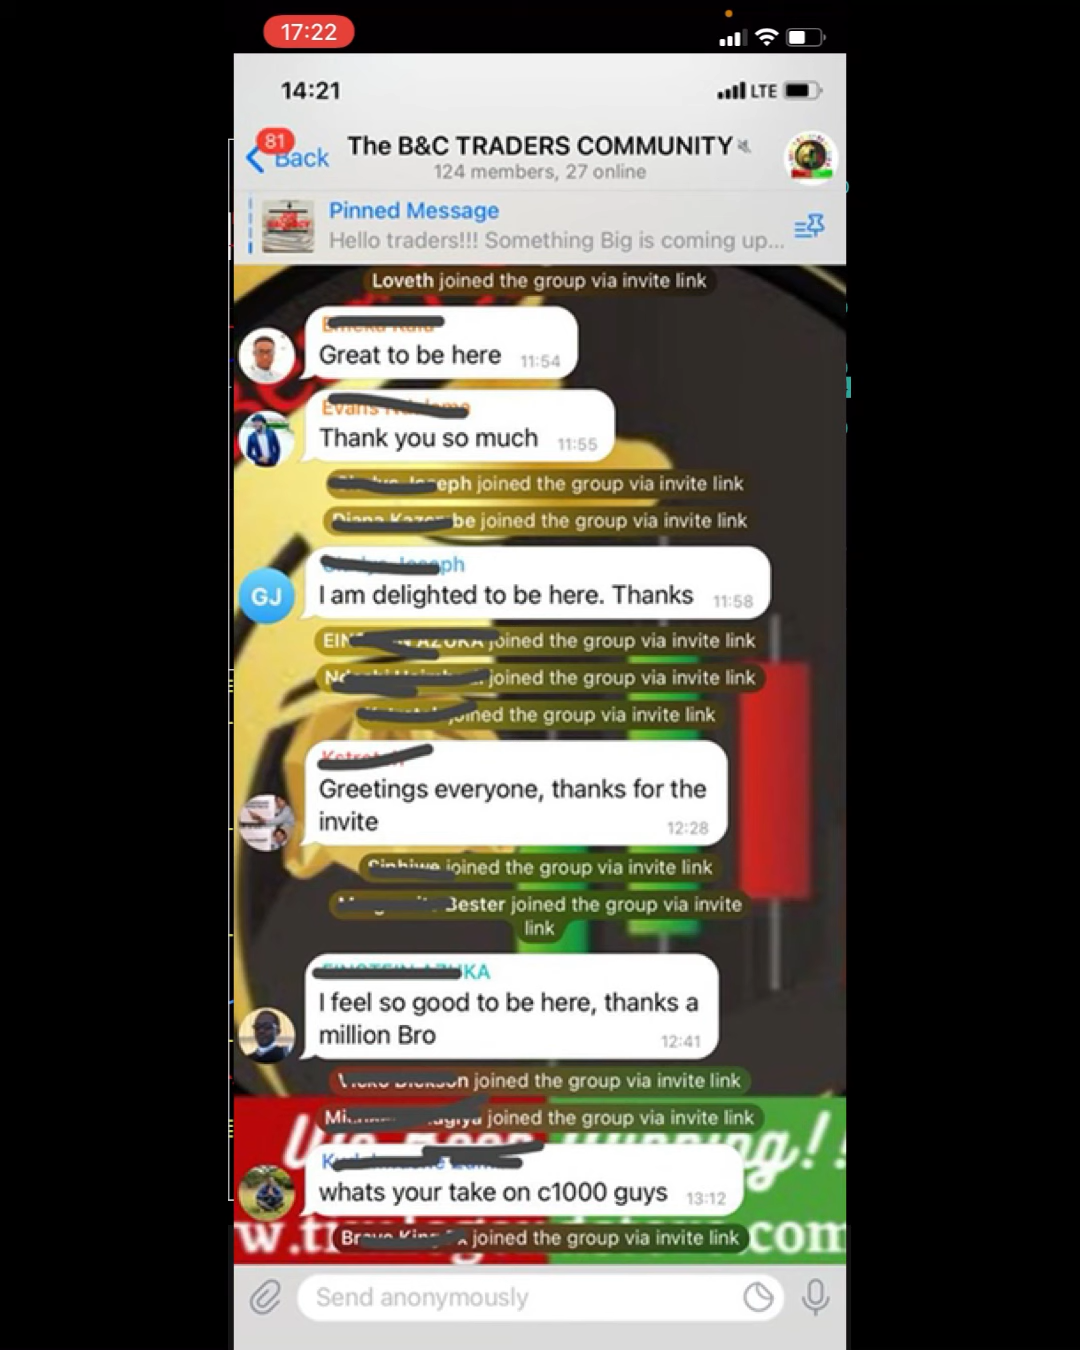 17:22
14:21
LTE
81
Back
The B&C TRADERS COMMUNITY
124 members, 27 online
Pinned Message
Hello traders!!! Something Big is coming up...
Loveth joined the group via invite link
Great to be here 11:54
Evans
Thank you so much 11:55
joined the group via invite link
joined the group via invite link
GJ
I am delighted to be here. Thanks 11:58
joined the group via invite link
joined the group via invite link
joined the group via invite link
Greetings everyone, thanks for the
invite 12:28
joined the group via invite link
Bester joined the group via invite
link
I feel so good to be here, thanks a
million Bro 12:41
joined the group via invite link
joined the group via invite link
whats your take on c1000 guys 13:12
joined the group via invite link
Send anonymously